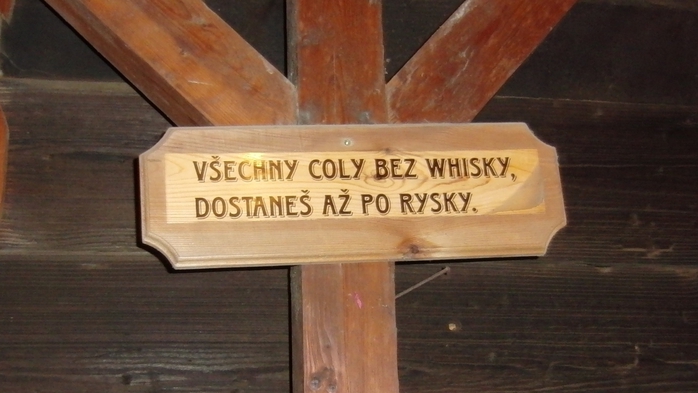 VŠECHNY COLY BEZ WHISKY,
DOSTANEŠ AŽ PO RYSKY.